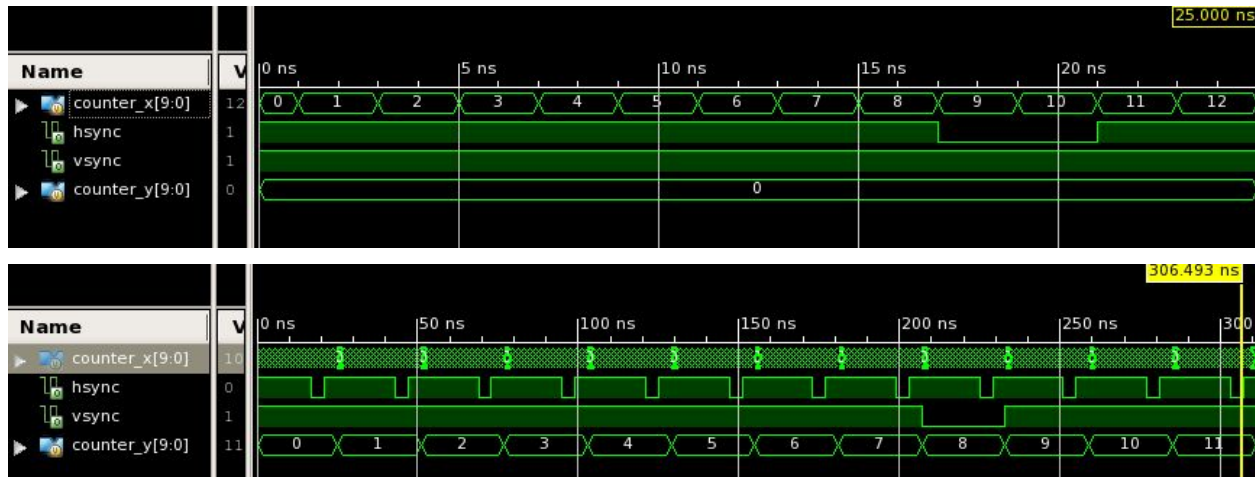 25.000 ns
Name V 0 ns 5 ns 10 ns 15 ns 20 ns
counter_x[9:0] 12 0 1 2 3 4 5 6 7 8 9 10 11 12
hsync 1
vsync 1
counter_y[9:0] 0 0
306.493 ns
Name V 0 ns 50 ns 100 ns 150 ns 200 ns 250 ns 300
counter_x[9:0] 10
hsync 0
vsync 1
counter_y[9:0] 11 0 1 2 3 4 5 6 7 8 9 10 11